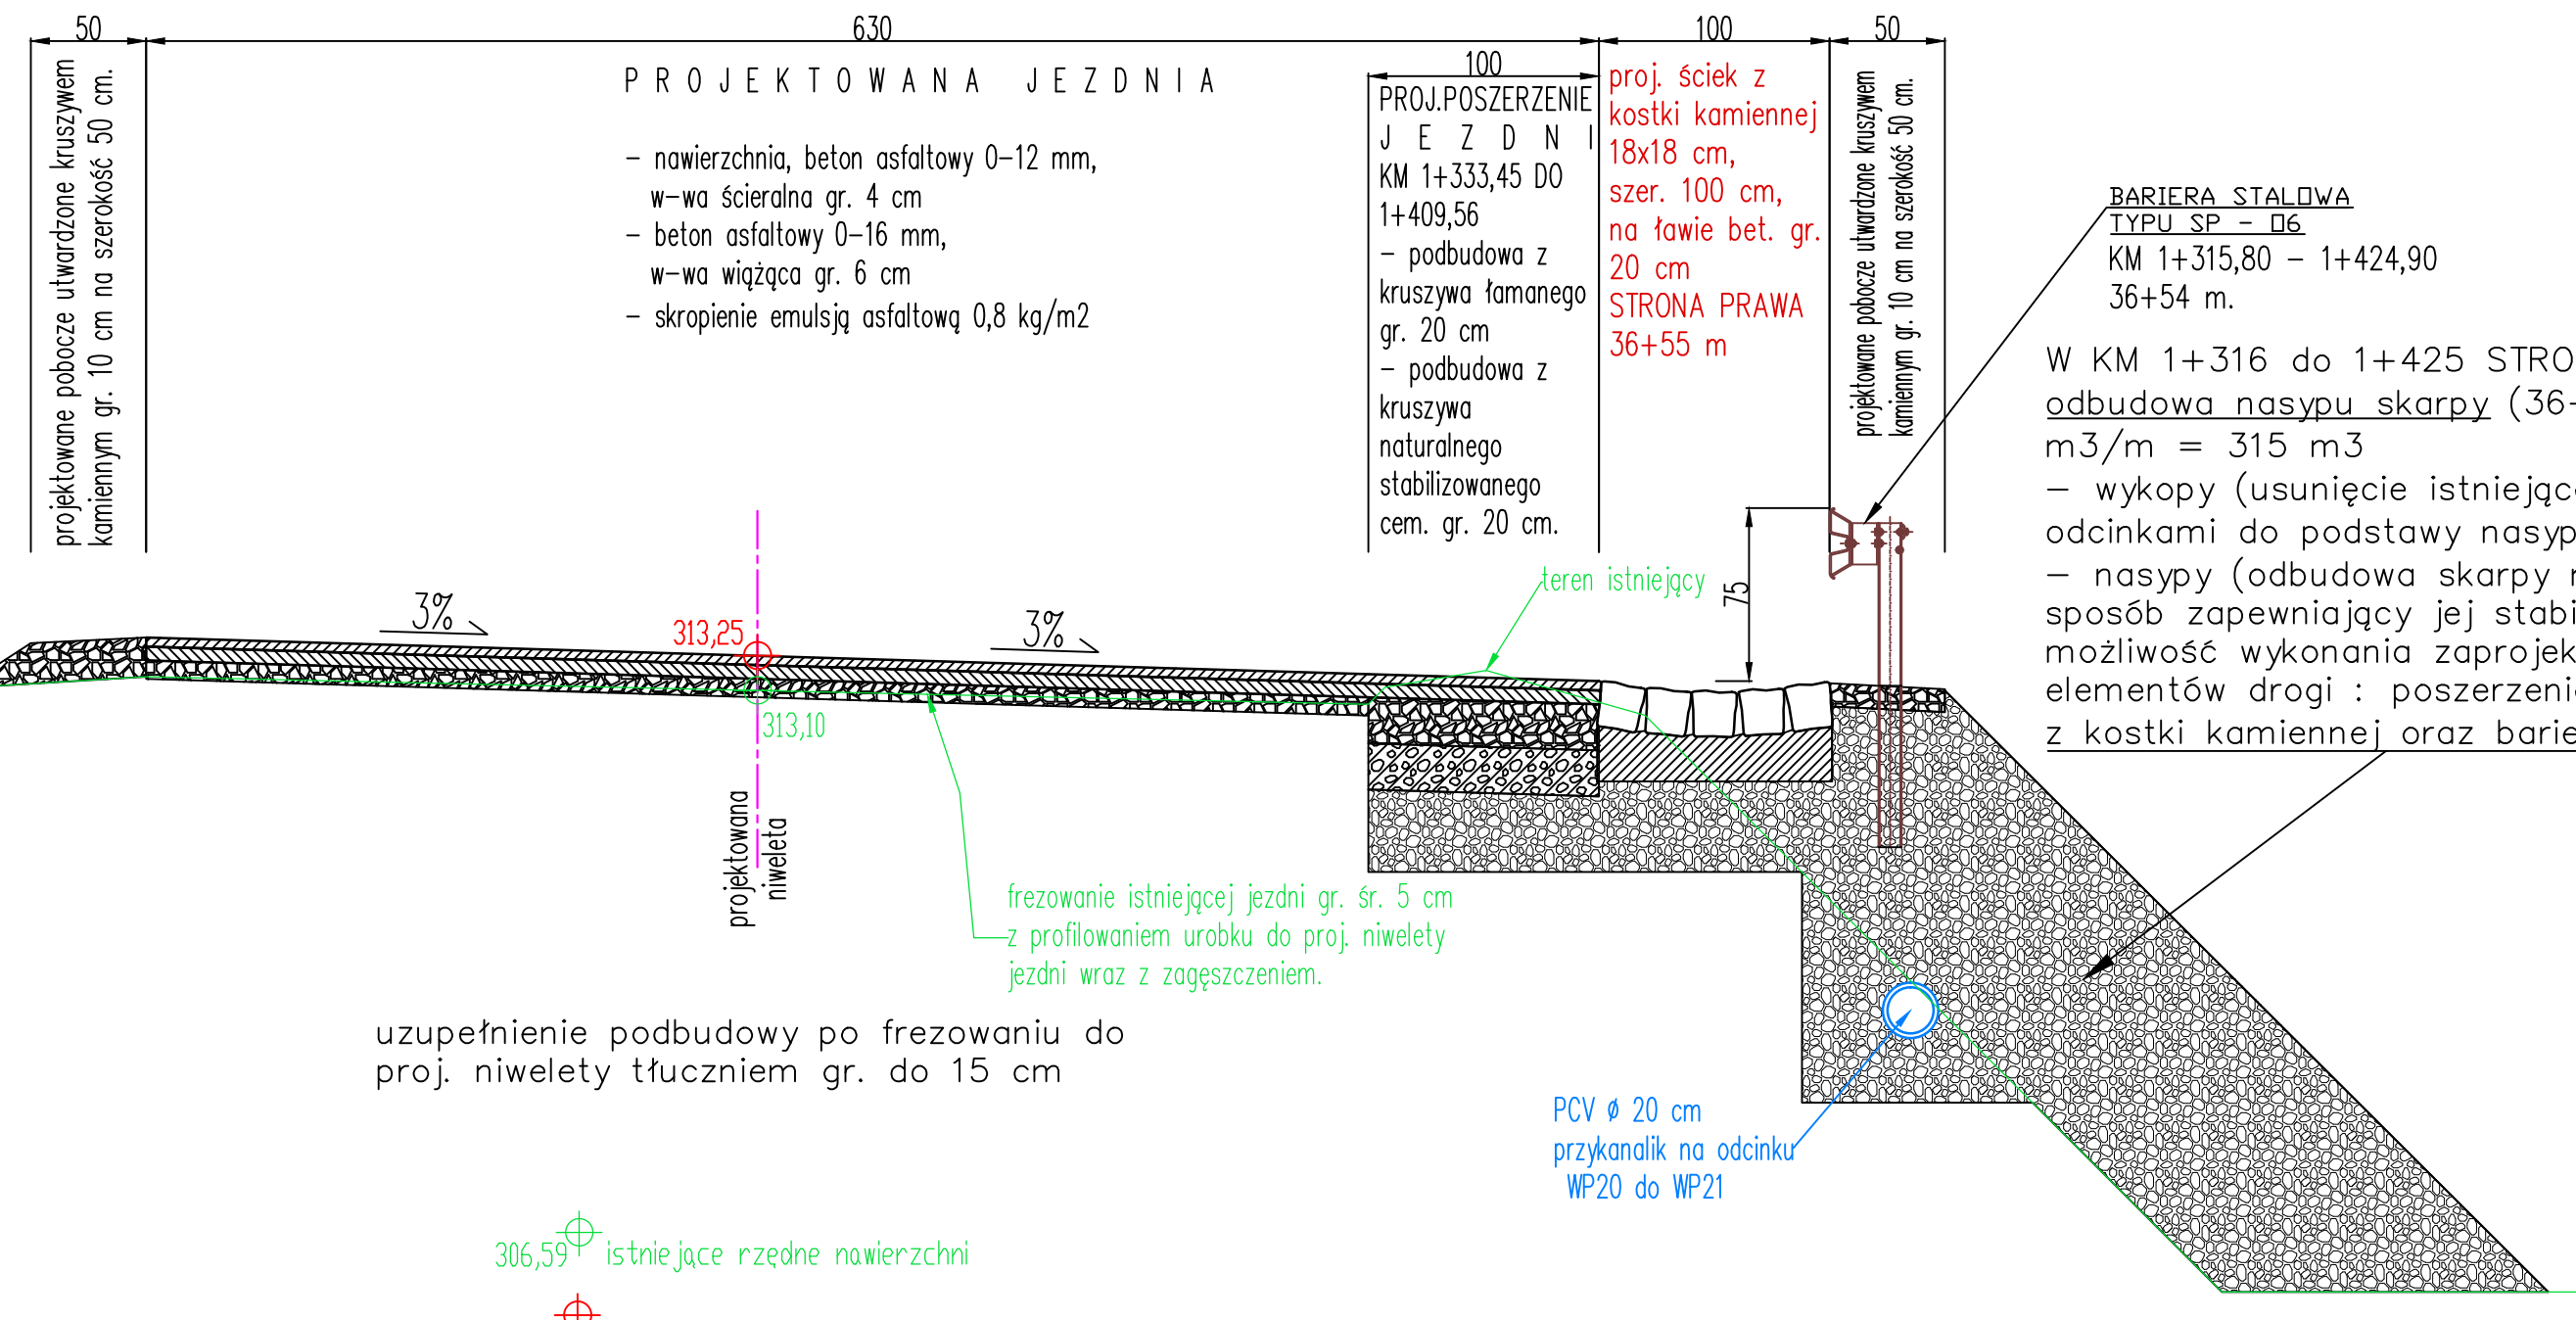 50
630
100
50
100
projektowane pobocze utwardzone kruszywem
kamiennym gr. 10 cm na szerokość 50 cm.
PROJEKTOWANA JEZDNIA
– nawierzchnia, beton asfaltowy 0–12 mm,
w–wa ścieralna gr. 4 cm
– beton asfaltowy 0–16 mm,
w–wa wiążąca gr. 6 cm
– skropienie emulsją asfaltową 0,8 kg/m2
PROJ.POSZERZENIE
JEZDNI
KM 1+333,45 DO
1+409,56
– podbudowa z
kruszywa łamanego
gr. 20 cm
– podbudowa z
kruszywa
naturalnego
stabilizowanego
cem. gr. 20 cm.
proj. ściek z
kostki kamiennej
18x18 cm,
szer. 100 cm,
na ławie bet. gr.
20 cm
STRONA PRAWA
36+55 m
projektowane pobocze utwardzone kruszywem
kamiennym gr. 10 cm na szerokość 50 cm.
BARIERA STALOWA
TYPU SP – 06
KM 1+315,80 – 1+424,90
36+54 m.
W KM 1+316 do 1+425 STRO
odbudowa nasypu skarpy (36-
m3/m = 315 m3
– wykopy (usunięcie istniejąc
odcinkami do podstawy nasyp
– nasypy (odbudowa skarpy
sposób zapewniający jej stabi
możliwość wykonania zaprojek
elementów drogi : poszerzeni
z kostki kamiennej oraz barie
75
teren istniejący
3%
3%
313,25
313,10
projektowana
niweleta
frezowanie istniejącej jezdni gr. śr. 5 cm
z profilowaniem urobku do proj. niwelety
jezdni wraz z zagęszczeniem.
uzupełnienie podbudowy po frezowaniu do
proj. niwelety tłuczniem gr. do 15 cm
PCV ø 20 cm
przykanalik na odcinku
WP20 do WP21
306,59 istniejące rzędne nawierzchni